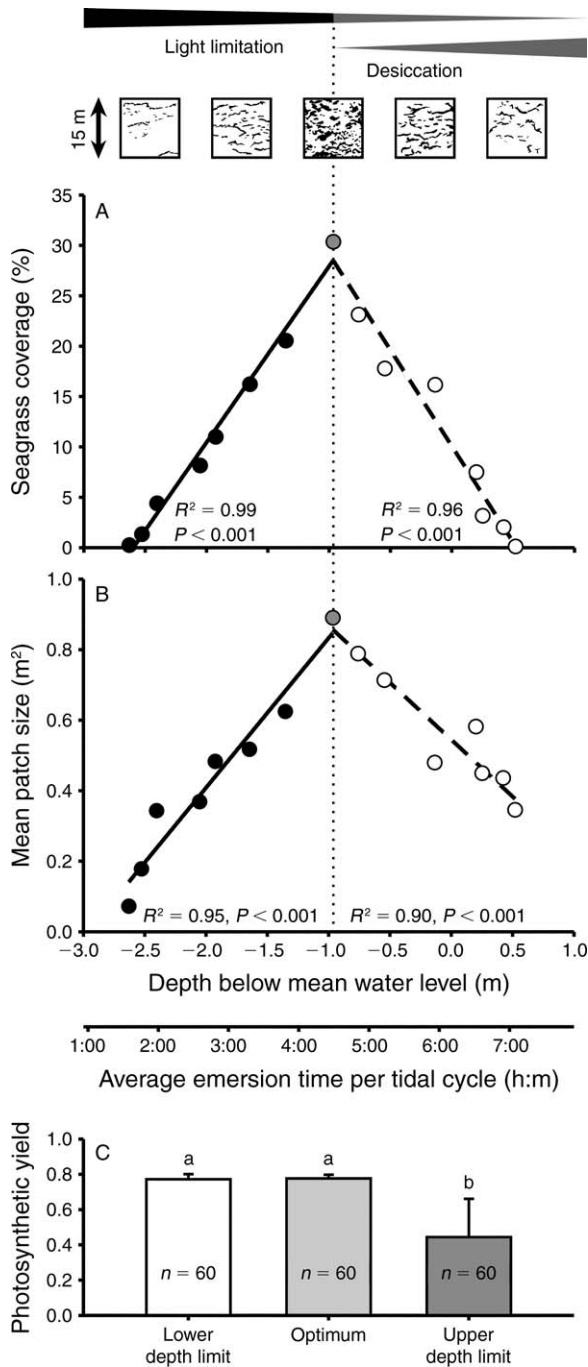 Light limitation
Desiccation
15 m
A
Seagrass coverage (%)
35
30
25
20
15
10
5
0
R² = 0.99
P < 0.001
R² = 0.96
P < 0.001
B
Mean patch size (m²)
1.0
0.8
0.6
0.4
0.2
0.0
R² = 0.95, P < 0.001
R² = 0.90, P < 0.001
−3.0 −2.5 −2.0 −1.5 −1.0 −0.5 0.0 0.5 1.0
Depth below mean water level (m)
1:00 2:00 3:00 4:00 5:00 6:00 7:00
Average emersion time per tidal cycle (h:m)
C
Photosynthetic yield
1.0
0.8
0.6
0.4
0.2
0.0
a a b
n = 60 n = 60 n = 60
Lower Optimum Upper
depth limit depth limit